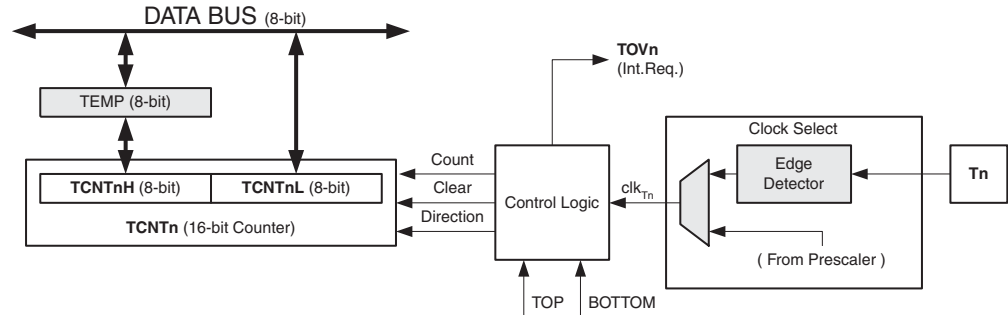 DATA BUS (8-bit)
TOVn
(Int.Req.)
TEMP (8-bit)
Clock Select
Count
Edge
Detector
Tn
TCNTnH (8-bit)
TCNTnL (8-bit)
Clear
Control Logic
clkTn
TCNTn (16-bit Counter)
Direction
( From Prescaler )
TOP
BOTTOM